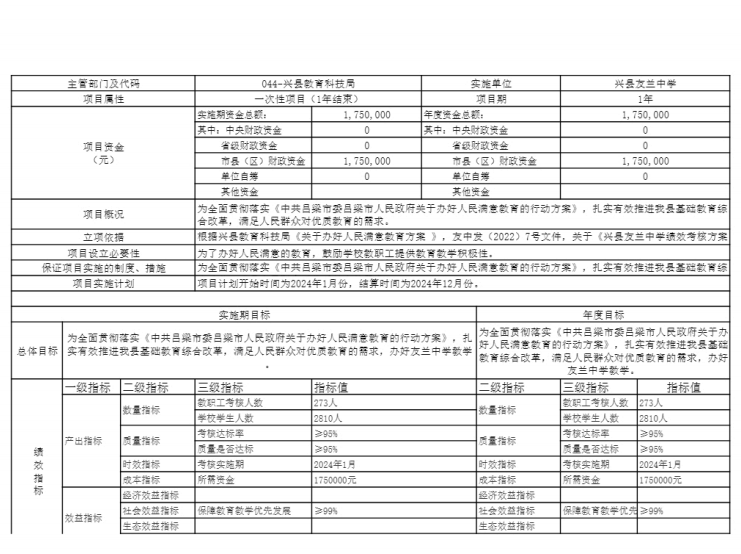 主管部门及代码 044-兴县教育科技局 实施单位 兴县友兰中学
项目属性 一次性项目（1年结束） 项目期 1年
项目资金
（元）
实施期资金总额： 1,750,000 年度资金总额： 1,750,000
其中：中央财政资金 0 其中：中央财政资金 0
省级财政资金 0 省级财政资金 0
市县（区）财政资金 1,750,000 市县（区）财政资金 1,750,000
单位自筹 0 单位自筹 0
其他资金 其他资金
项目概况 为全面贯彻落实《中共吕梁市委吕梁市人民政府关于办好人民满意教育的行动方案》，扎实有效推进我县基础教育综
合改革，满足人民群众对优质教育的需求。
立项依据 根据兴县教育科技局《关于办好人民满意教育方案 》，友中发（2022）7号文件，关于《兴县友兰中学绩效考核方案
项目设立必要性 为了办好人民满意的教育，鼓励学校教职工提供教育教学积极性。
保证项目实施的制度、措施 为全面贯彻落实《中共吕梁市委吕梁市人民政府关于办好人民满意教育的行动方案》，扎实有效推进我县基础教育综
项目实施计划 项目计划开始时间为2024年1月份，结算时间为2024年12月份。
实施期目标 年度目标
总体目标
为全面贯彻落实《中共吕梁市委吕梁市人民政府关于办好人民满意教育的行动方案》，扎
实有效推进我县基础教育综合改革，满足人民群众对优质教育的需求，办好友兰中学教学
。
为全面贯彻落实《中共吕梁市委吕梁市人民政府关于办
好人民满意教育的行动方案》，扎实有效推进我县基础
教育综合改革，满足人民群众对优质教育的需求，办好
友兰中学教学。
绩
效
指
标
一级指标 二级指标 三级指标 指标值 二级指标 三级指标 指标值
产出指标
数量指标 教职工考核人数 273人 数量指标 教职工考核人数 273人
学校学生人数 2810人 学校学生人数 2810人
质量指标 考核达标率 ≥95% 质量指标 考核达标率 ≥95%
质量是否达标 ≥95% 质量是否达标 ≥95%
时效指标 考核实施期 2024年1月 时效指标 考核实施期 2024年1月
成本指标 所需资金 1750000元 成本指标 所需资金 1750000元
效益指标
经济效益指标 经济效益指标
社会效益指标 保障教育教学优先发展 ≥99% 社会效益指标 保障教育教学优先 ≥99%
生态效益指标 生态效益指标